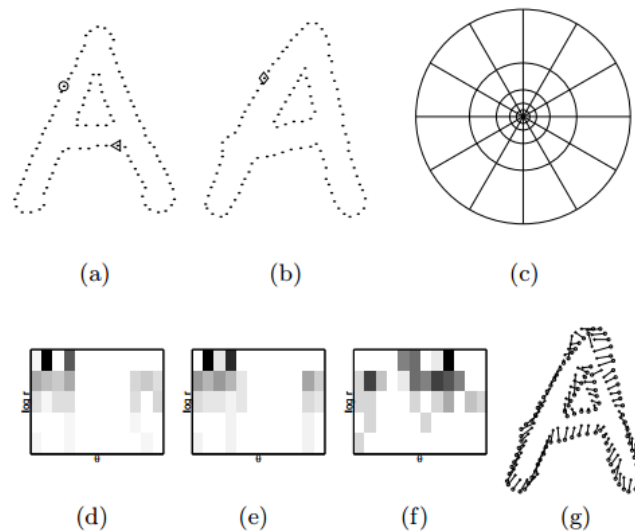 (a) (b) (c)
log r θ log r θ log r θ
(d) (e) (f) (g)